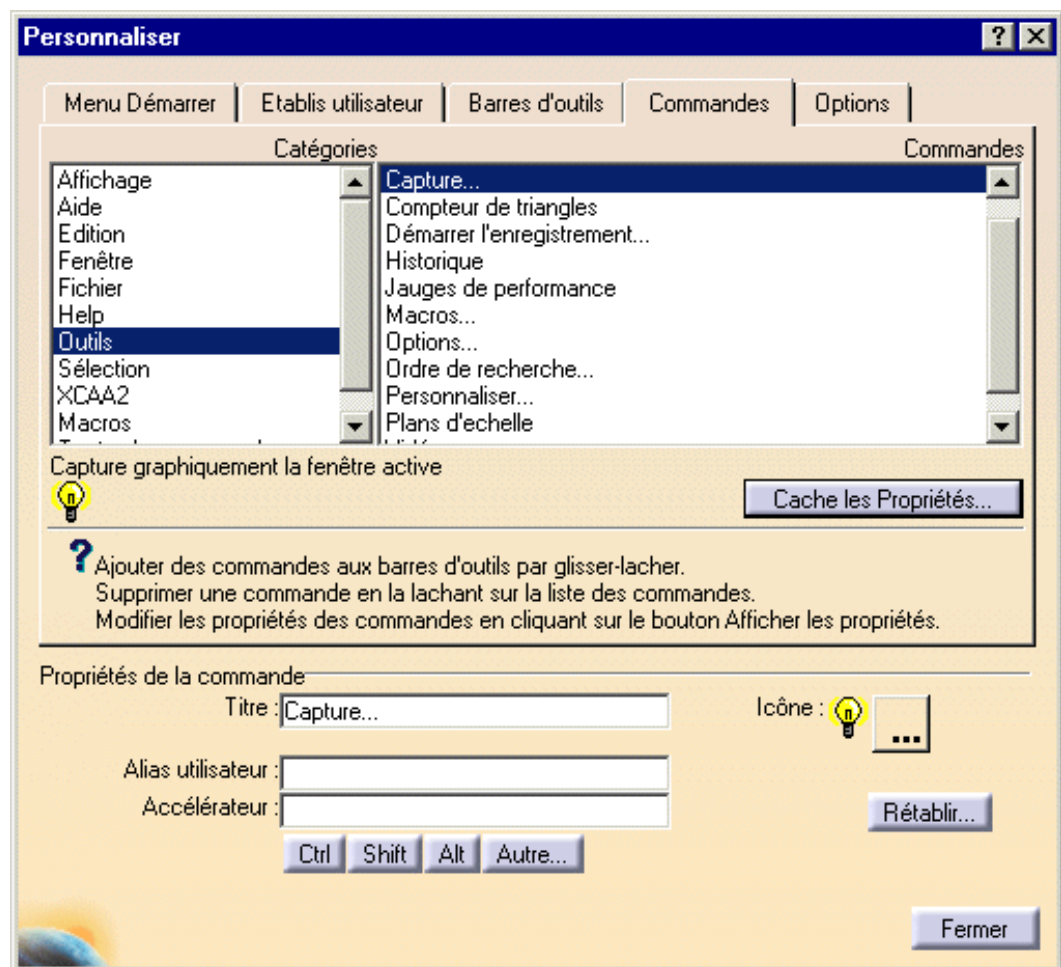 Personnaliser
Menu Démarrer
Etablis utilisateur
Barres d'outils
Commandes
Options
Catégories
Commandes
Affichage
Aide
Edition
Fenêtre
Fichier
Help
Outils
Sélection
XCAA2
Macros
Capture...
Compteur de triangles
Démarrer l'enregistrement...
Historique
Jauges de performance
Macros...
Options...
Ordre de recherche...
Personnaliser...
Plans d'echelle
Capture graphiquement la fenêtre active
Cache les Propriétés...
Ajouter des commandes aux barres d'outils par glisser-lacher.
Supprimer une commande en la lachant sur la liste des commandes.
Modifier les propriétés des commandes en cliquant sur le bouton Afficher les propriétés.
Propriétés de la commande
Titre : Capture...
Icône :
...
Alias utilisateur :
Accélérateur :
Rétablir...
Ctrl Shift Alt Autre...
Fermer